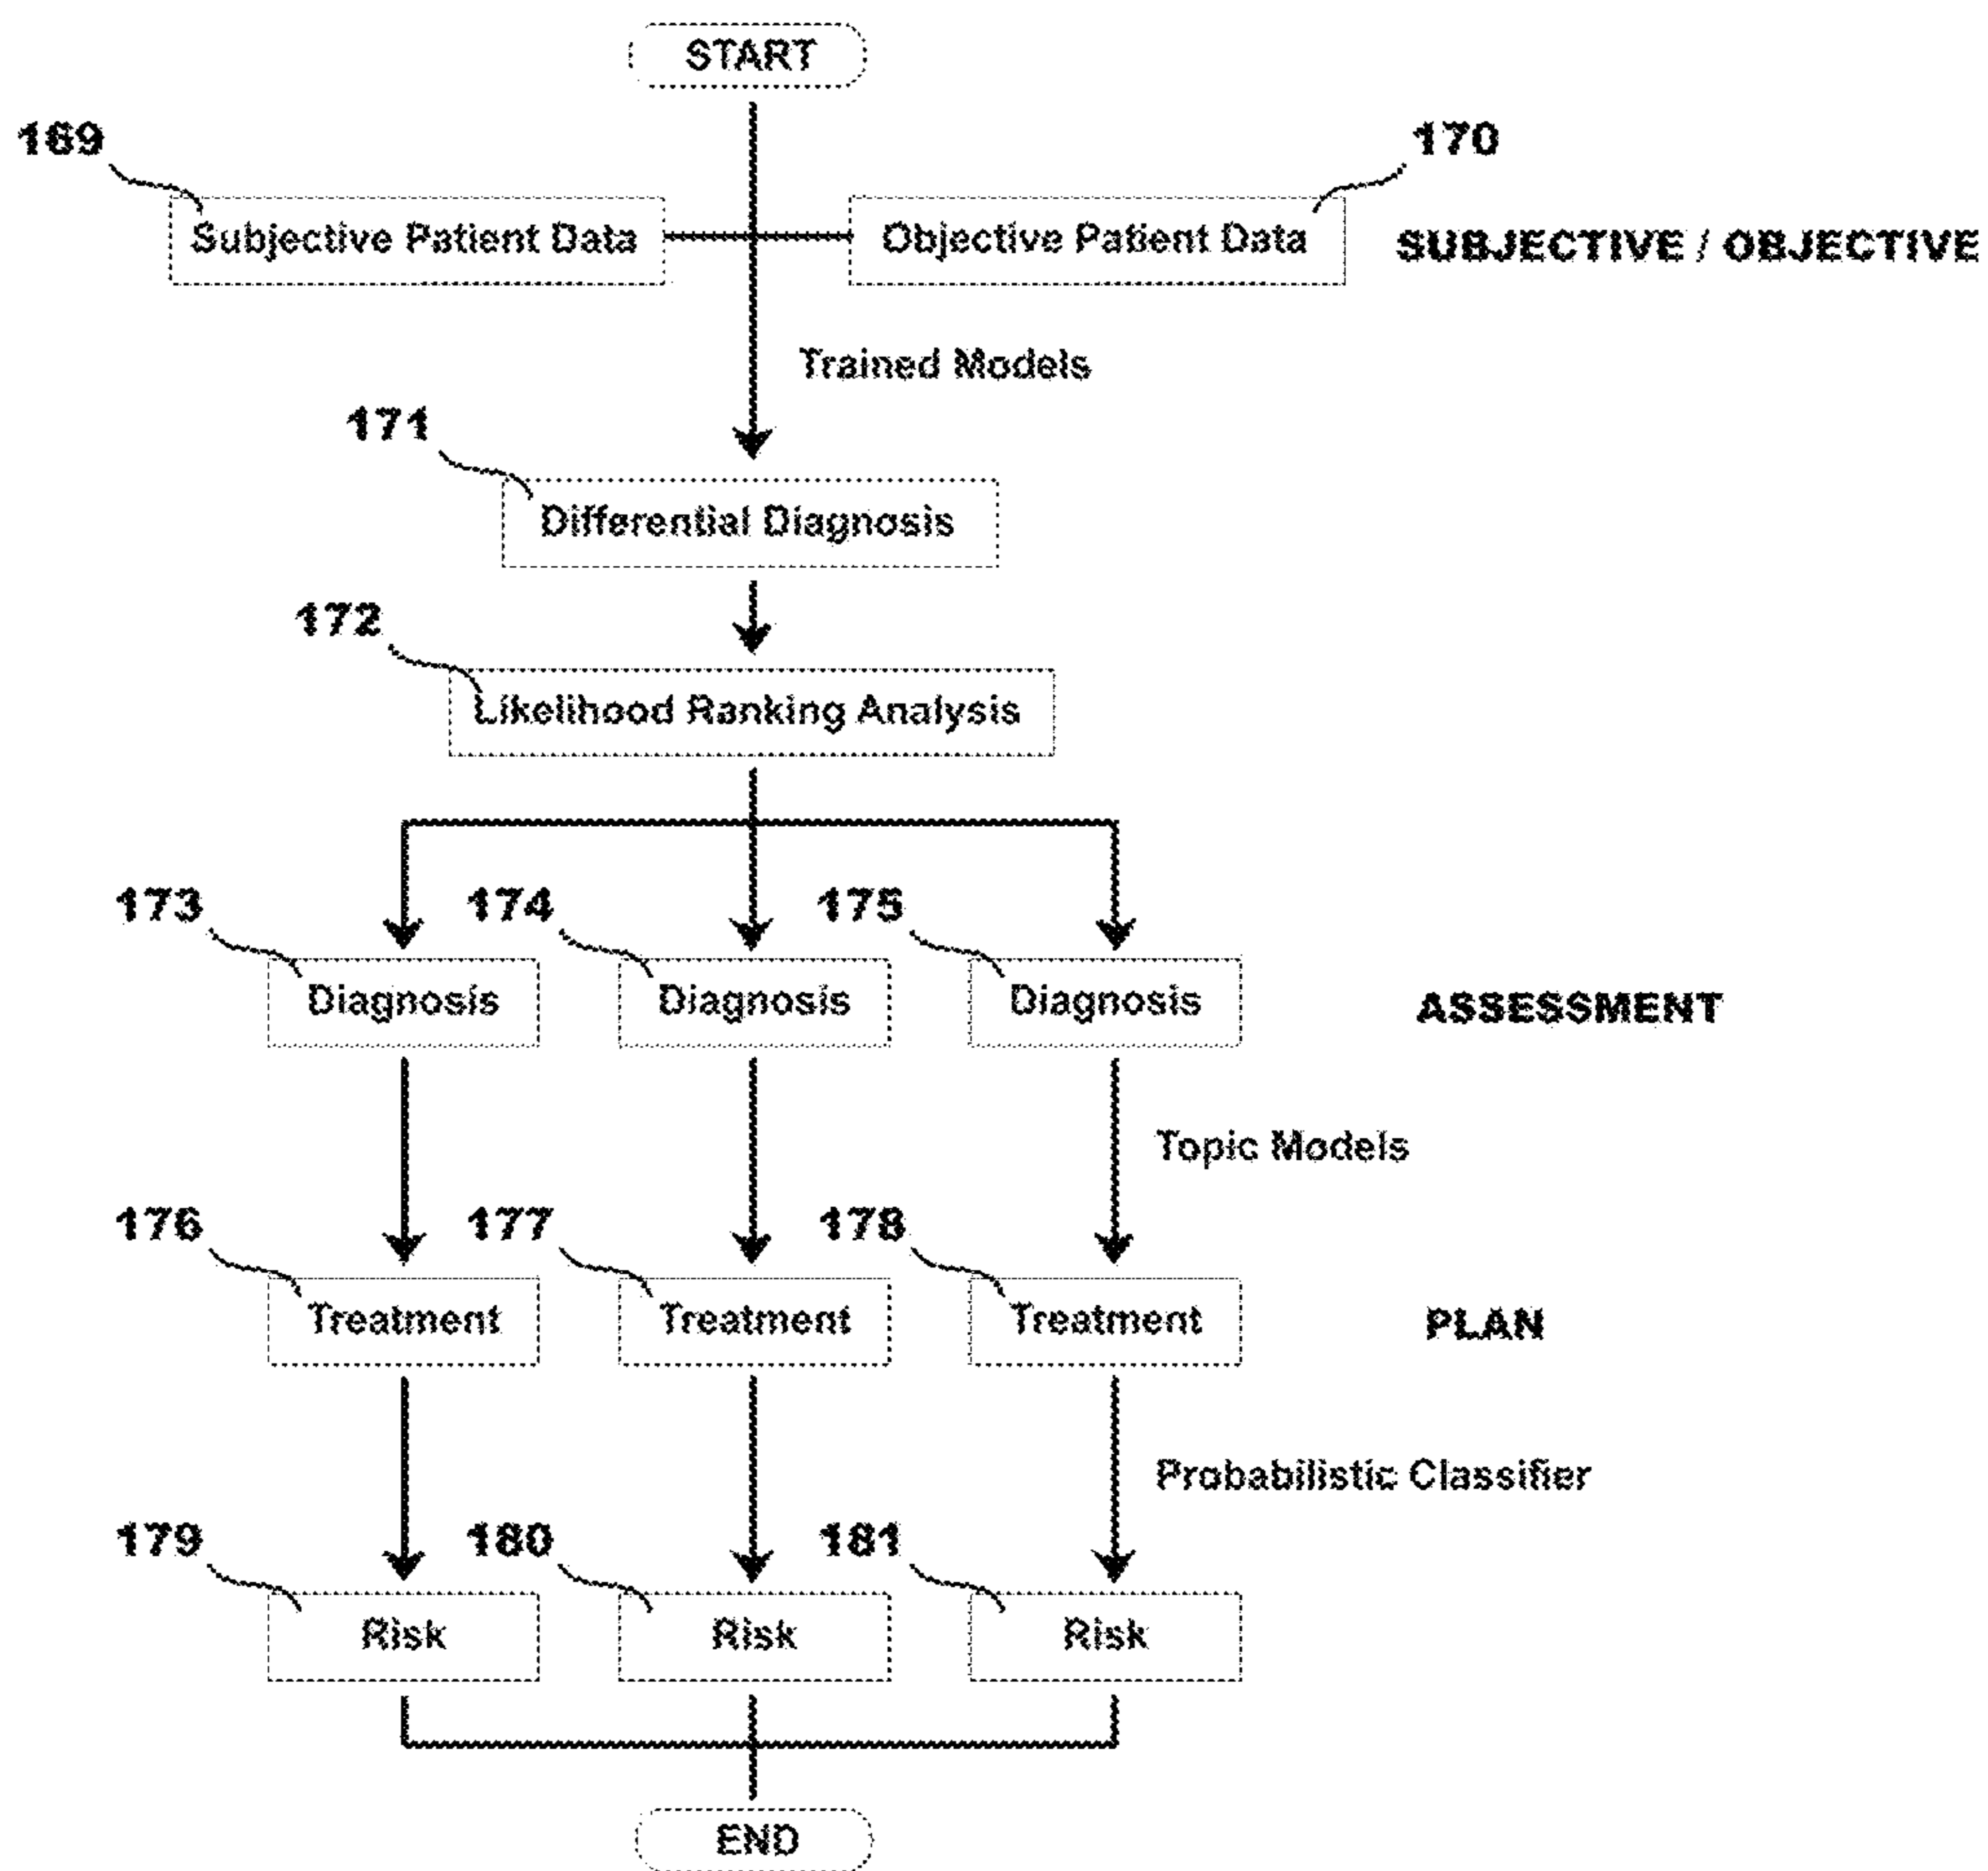 START
169
170
Subjective Patient Data
Objective Patient Data
SUBJECTIVE / OBJECTIVE
Trained Models
171
Differential Diagnosis
172
Likelihood Ranking Analysis
173
174
175
Diagnosis
Diagnosis
Diagnosis
ASSESSMENT
Topic Models
176
177
178
Treatment
Treatment
Treatment
PLAN
Probabilistic Classifier
179
180
181
Risk
Risk
Risk
END